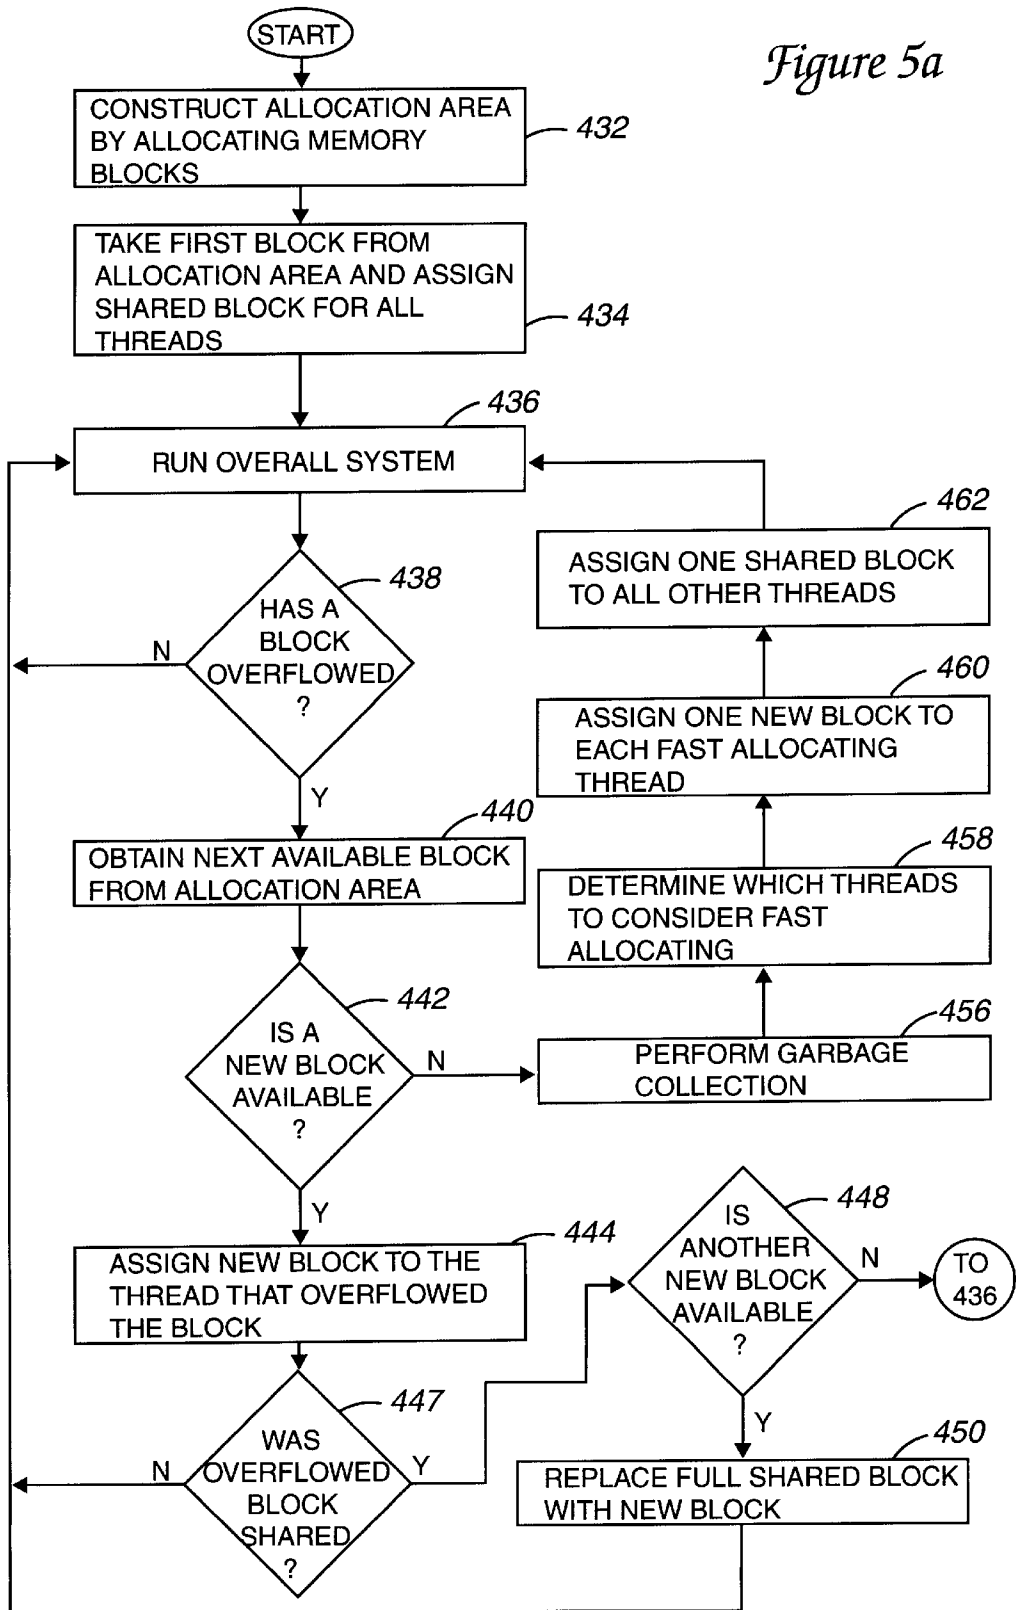 START
Figure 5a
CONSTRUCT ALLOCATION AREA
BY ALLOCATING MEMORY
BLOCKS
432
TAKE FIRST BLOCK FROM
ALLOCATION AREA AND ASSIGN
SHARED BLOCK FOR ALL
THREADS
434
436
RUN OVERALL SYSTEM
438
HAS A
BLOCK
OVERFLOWED
?
N
Y
440
OBTAIN NEXT AVAILABLE BLOCK
FROM ALLOCATION AREA
442
IS A
NEW BLOCK
AVAILABLE
?
N
Y
462
ASSIGN ONE SHARED BLOCK
TO ALL OTHER THREADS
460
ASSIGN ONE NEW BLOCK TO
EACH FAST ALLOCATING
THREAD
458
DETERMINE WHICH THREADS
TO CONSIDER FAST
ALLOCATING
456
PERFORM GARBAGE
COLLECTION
444
ASSIGN NEW BLOCK TO THE
THREAD THAT OVERFLOWED
THE BLOCK
447
WAS
OVERFLOWED
BLOCK
SHARED
?
N
Y
448
IS
ANOTHER
NEW BLOCK
AVAILABLE
?
N
TO
436
Y
450
REPLACE FULL SHARED BLOCK
WITH NEW BLOCK